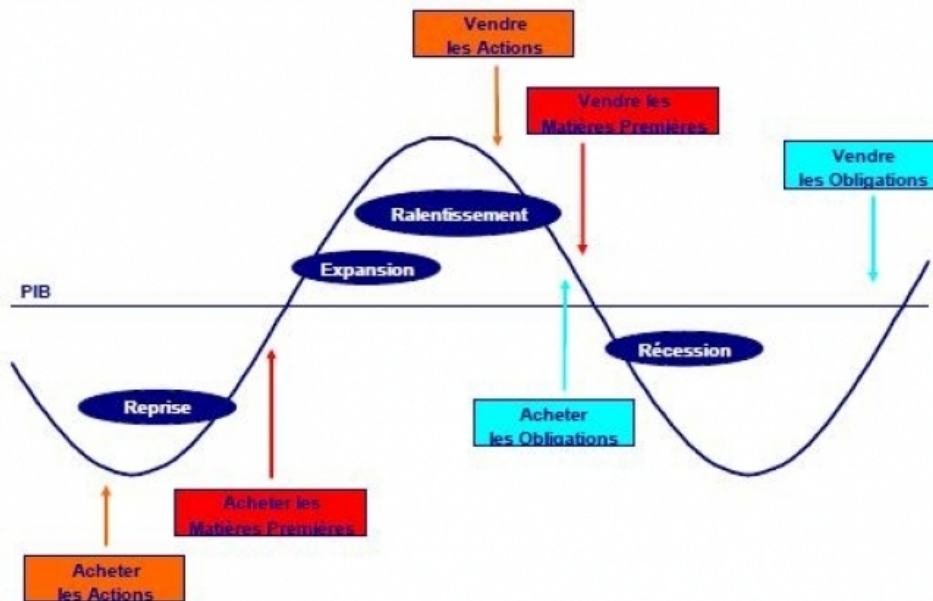 Vendre
les Actions
Vendre les
Matières Premières
Vendre
les Obligations
Ralentissement
Expansion
PIB
Récession
Reprise
Acheter
les Obligations
Acheter les
Matières Premières
Acheter
les Actions